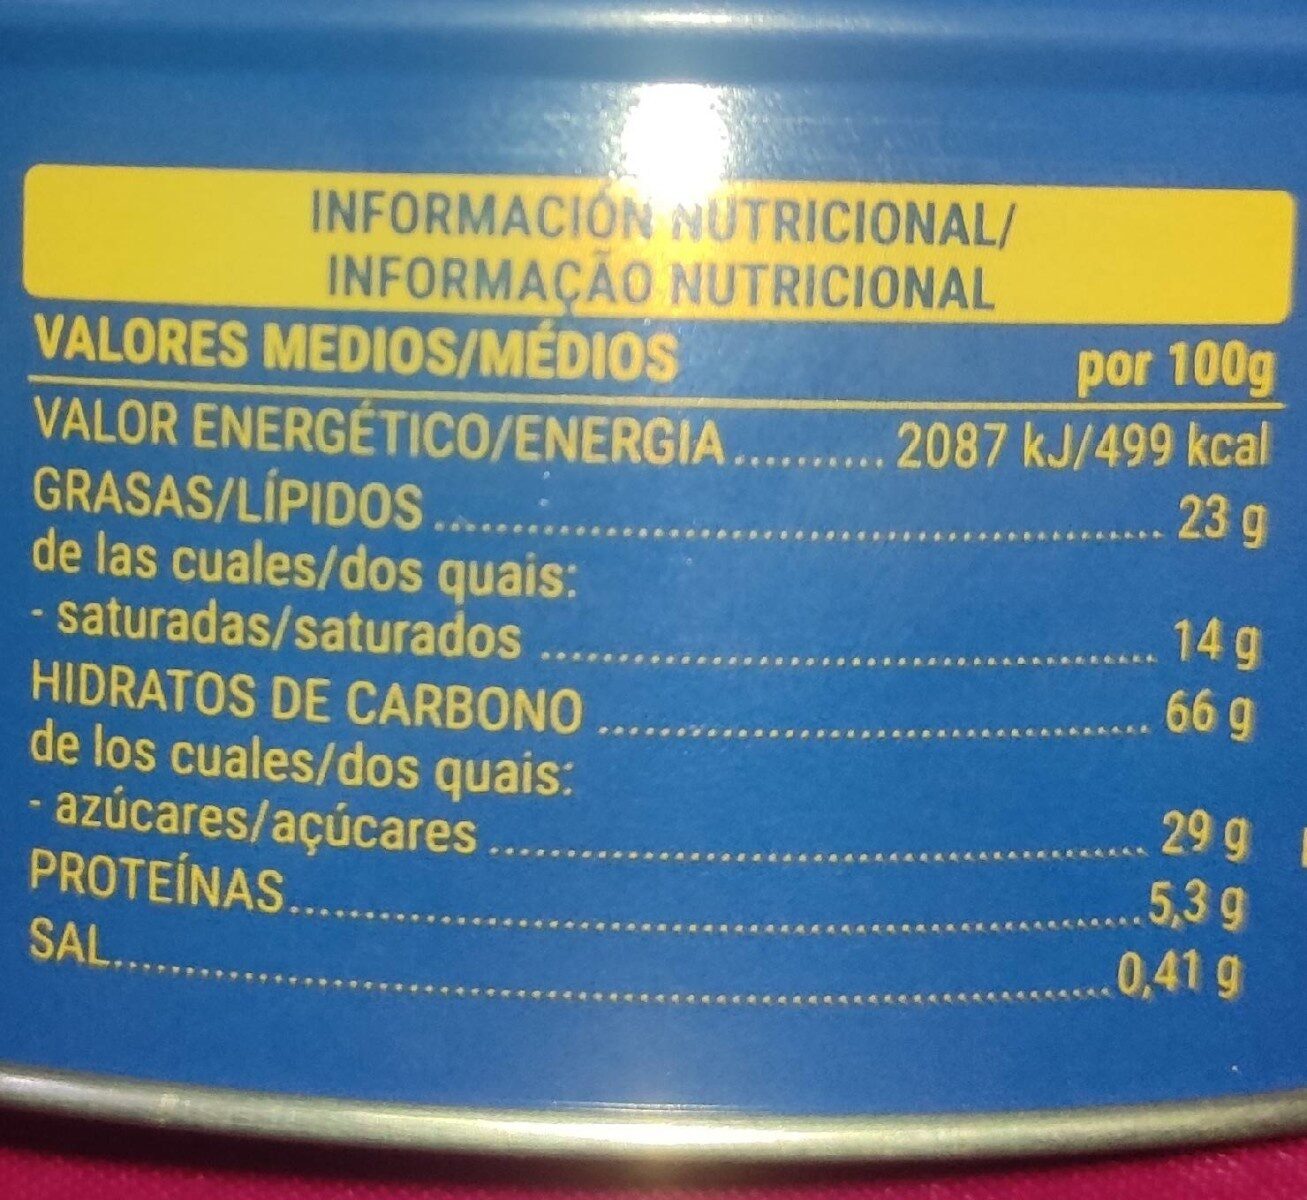 INFORMACIÓN NUTRICIONAL/
INFORMAÇÃO NUTRICIONAL
VALORES MEDIOS/MÉDIOS por 100g
VALOR ENERGÉTICO/ENERGIA.......... 2087 kJ/499 kcal
GRASAS/LÍPIDOS ........................................................ 23 g
de las cuales/dos quais:
- saturadas/saturados ................................................ 14 g
HIDRATOS DE CARBONO ........................................... 66 g
de los cuales/dos quais:
- azúcares/açúcares .................................................... 29 g
PROTEÍNAS.................................................................. 5,3 g
SAL.............................................................................. 0,41 g